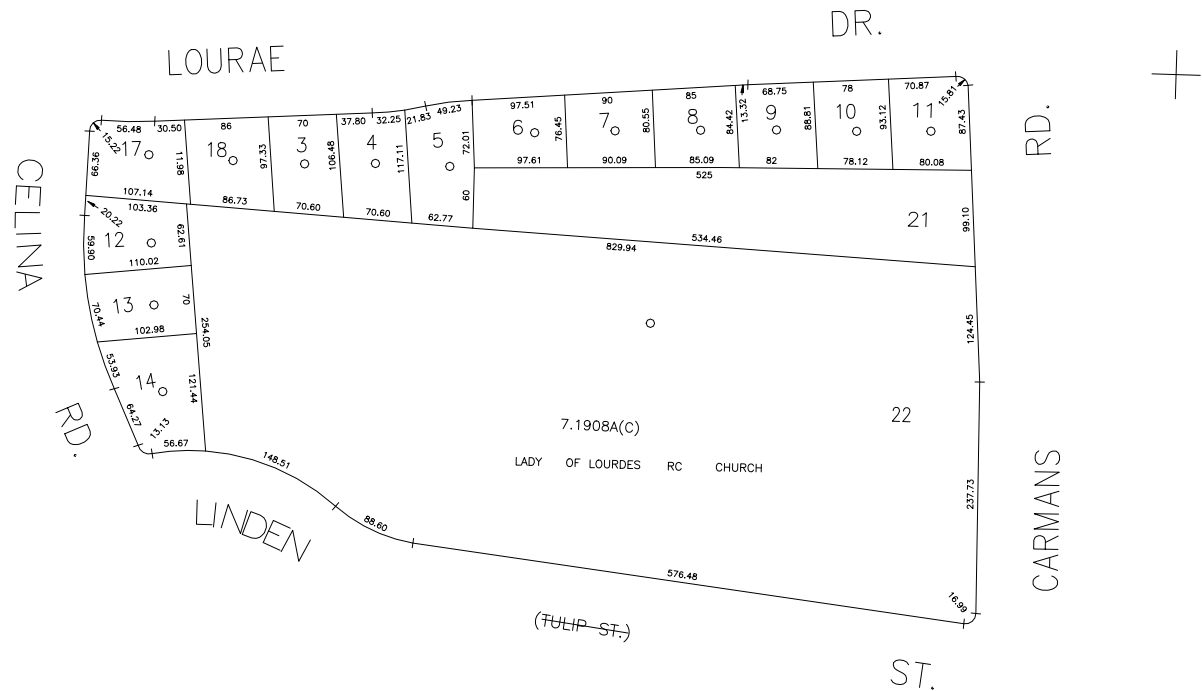 DR.
LOURAE
56.48 30.50 86 70 37.80 32.25 21.83 49.23 97.51 90 85 13.32 68.75 78 70.87 15.81
15.22 17 18 3 4 5 6 7 8 9 10 11
66.36 11.98 97.33 106.48 117.11 72.01 76.45 80.55 84.42 88.81 93.12 87.43
107.14 86.73 70.60 70.60 62.77 97.61 90.09 85.09 82 78.12 80.08
RD.
525
60
21
99.10
534.46
829.94
CELINA
103.36
20.22
12
59.90
62.61
110.02
13
70.44
70
102.98
254.05
53.93
14
121.44
64.27
13.13
56.67
RD.
124.45
22
7.1908A(C)
LADY OF LOURDES RC CHURCH
148.51
88.60
LINDEN
237.73
CARMANS
576.48
16.99
(TULIP ST.)
ST.